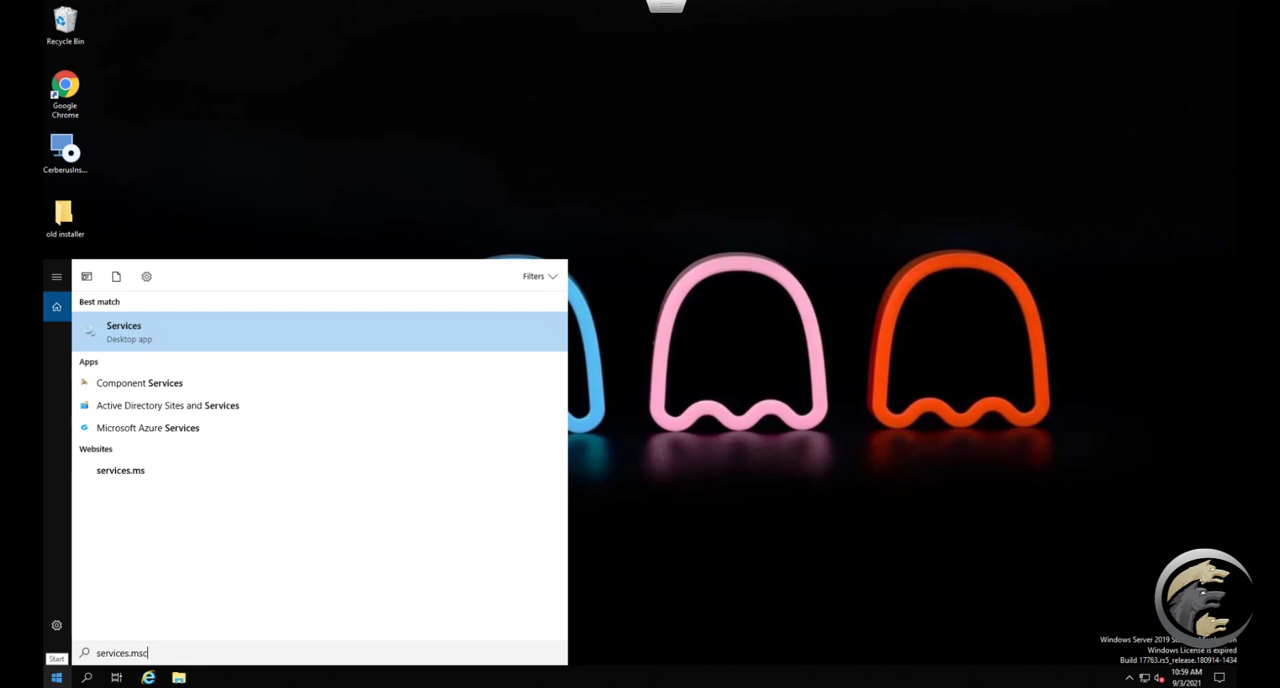 Recycle Bin
Google
Chrome
CerberusIns...
old installer
Filters
Best match
Services
Desktop app
Apps
Component Services
Active Directory Sites and Services
Microsoft Azure Services
Websites
services.ms
services.msc
Start
Windows Server 2019 S
Windows License is expired
Build 17763.rs5_release.180914-1434
10:59 AM
9/3/2021